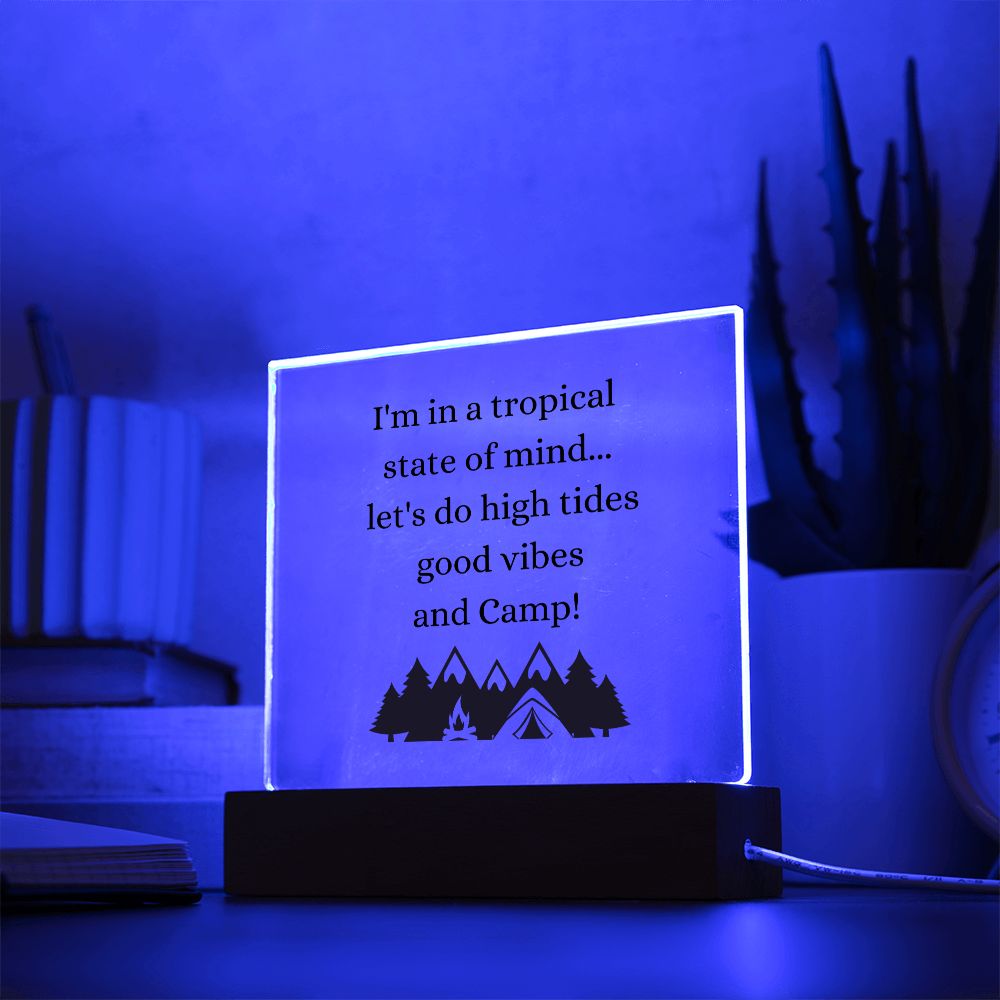 I'm in a tropical
state of mind...
let's do high tides
good vibes
and Camp!